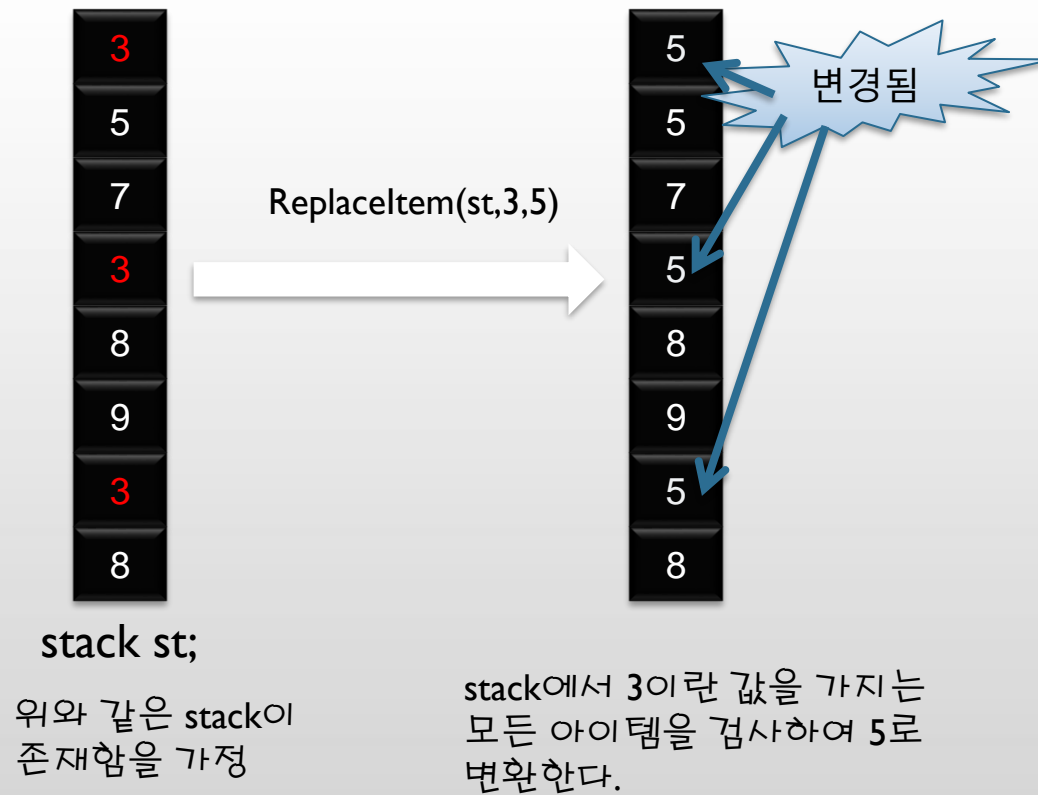 3
5
7
3
8
9
3
8
stack st;
위와 같은 stack이
존재함을 가정
ReplaceItem(st,3,5)
5
5
7
5
8
9
5
8
변경됨
stack에서 3이란 값을 가지는
모든 아이템을 검사하여 5로
변환한다.